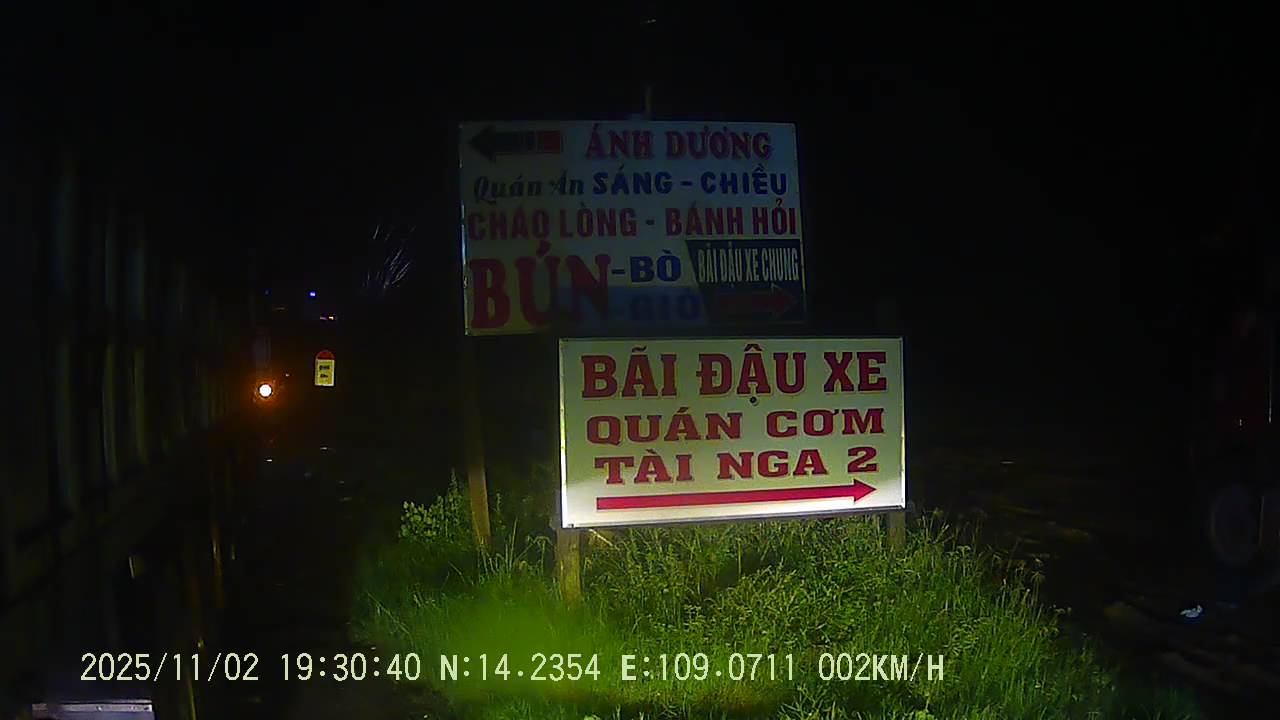 ÁNH DƯƠNG
Quán Ăn SÁNG - CHIỀU
CHÁO LÒNG - BÁNH HỎI
BÚN -BÒ
-GIÒ
BÃI ĐẬU XE CHUNG
BÃI ĐẬU XE
QUÁN CƠM
TÀI NGA 2
2025/11/02 19:30:40 N:14.2354 E:109.0711 002KM/H